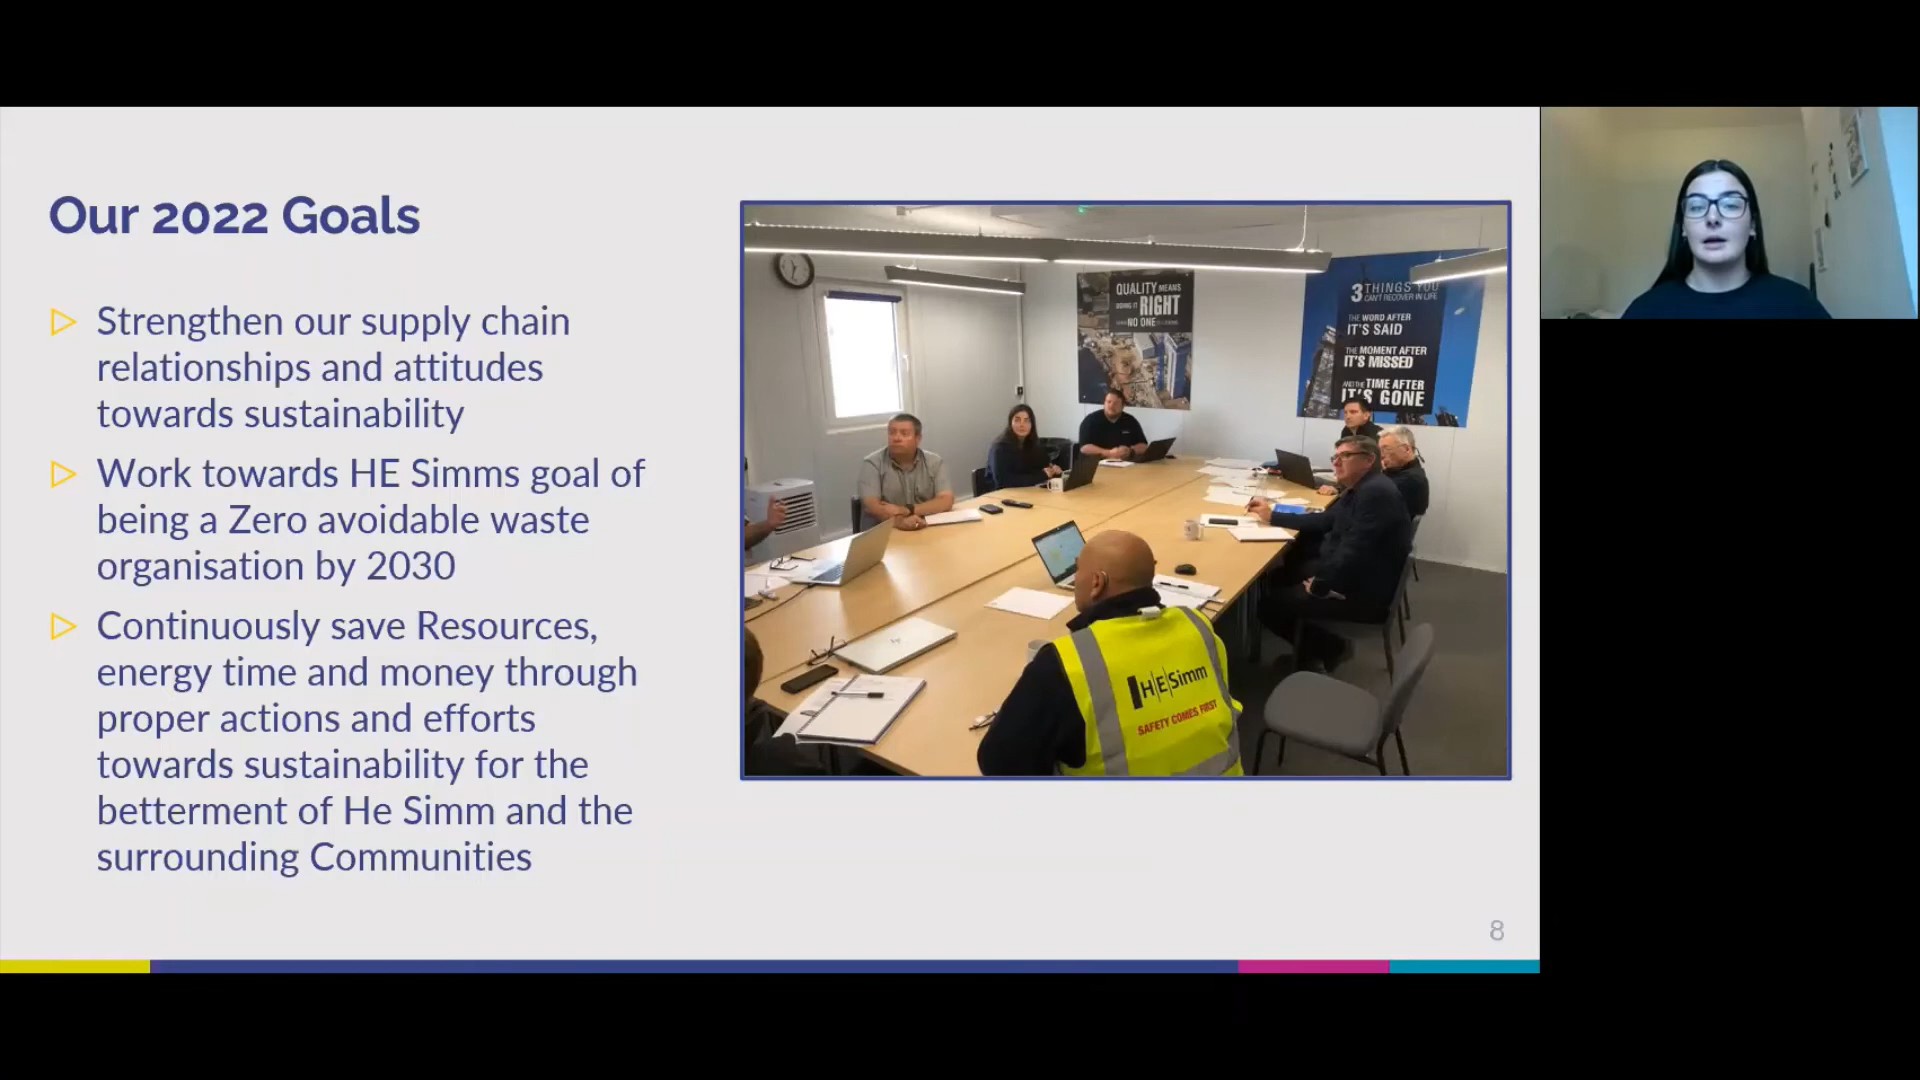 Our 2022 Goals
Strengthen our supply chain
relationships and attitudes
towards sustainability
Work towards HE Simms goal of
being a Zero avoidable waste
organisation by 2030
Continuously save Resources,
energy time and money through
proper actions and efforts
towards sustainability for the
betterment of He Simm and the
surrounding Communities
QUALITY MEANS
DOING IT RIGHT
NO ONE
3 THINGS YOU
CAN'T RECOVER IN LIFE
THE WORD AFTER
IT'S SAID
THE MOMENT AFTER
IT'S MISSED
AND THE TIME AFTER
IT'S GONE
H|E|Simm
SAFETY COMES FIRST
8